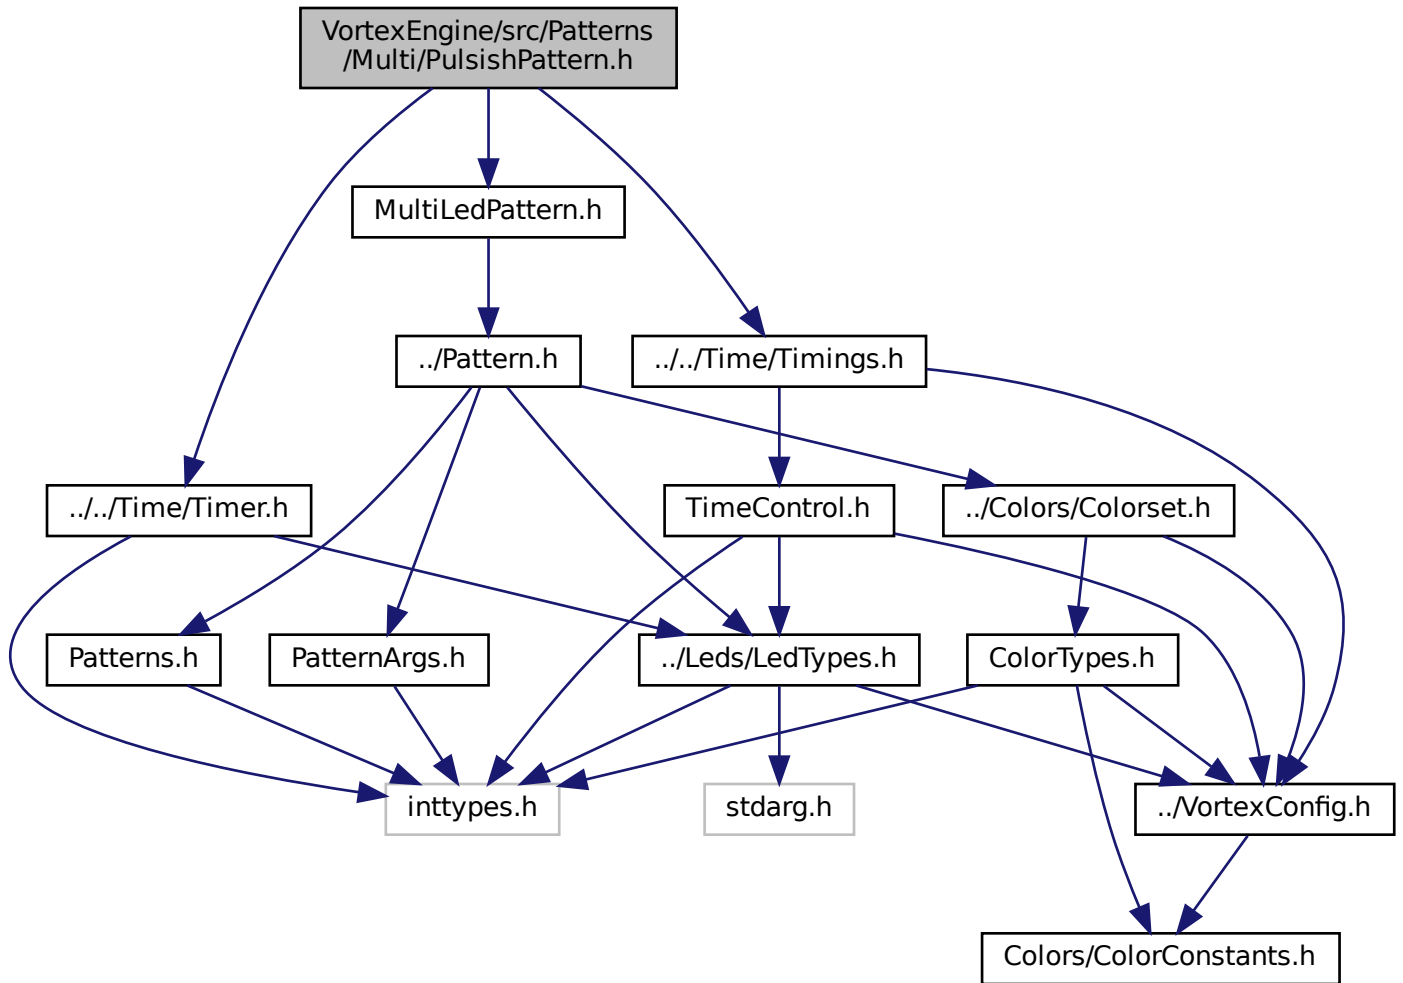 VortexEngine/src/Patterns
/Multi/PulsishPattern.h
MultiLedPattern.h
../Pattern.h
../../Time/Timings.h
../../Time/Timer.h
TimeControl.h
../Colors/Colorset.h
Patterns.h
PatternArgs.h
../Leds/LedTypes.h
ColorTypes.h
inttypes.h
stdarg.h
../VortexConfig.h
Colors/ColorConstants.h